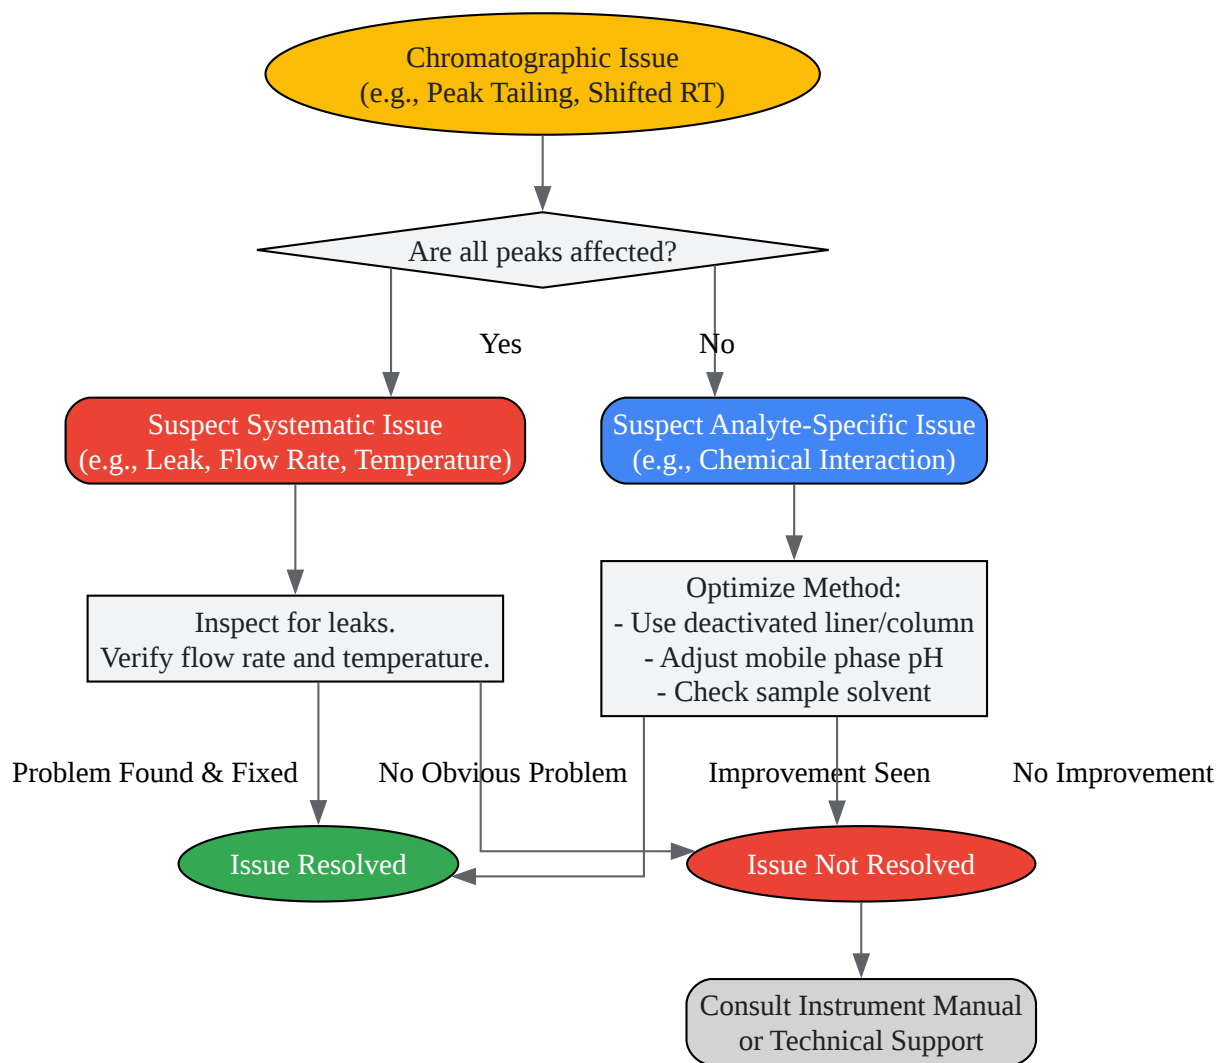 Chromatographic Issue
(e.g., Peak Tailing, Shifted RT)
Are all peaks affected?
Yes
No
Suspect Systematic Issue
(e.g., Leak, Flow Rate, Temperature)
Suspect Analyte-Specific Issue
(e.g., Chemical Interaction)
Inspect for leaks.
Verify flow rate and temperature.
Optimize Method:
- Use deactivated liner/column
- Adjust mobile phase pH
- Check sample solvent
Problem Found & Fixed
No Obvious Problem
Improvement Seen
No Improvement
Issue Resolved
Issue Not Resolved
Consult Instrument Manual
or Technical Support